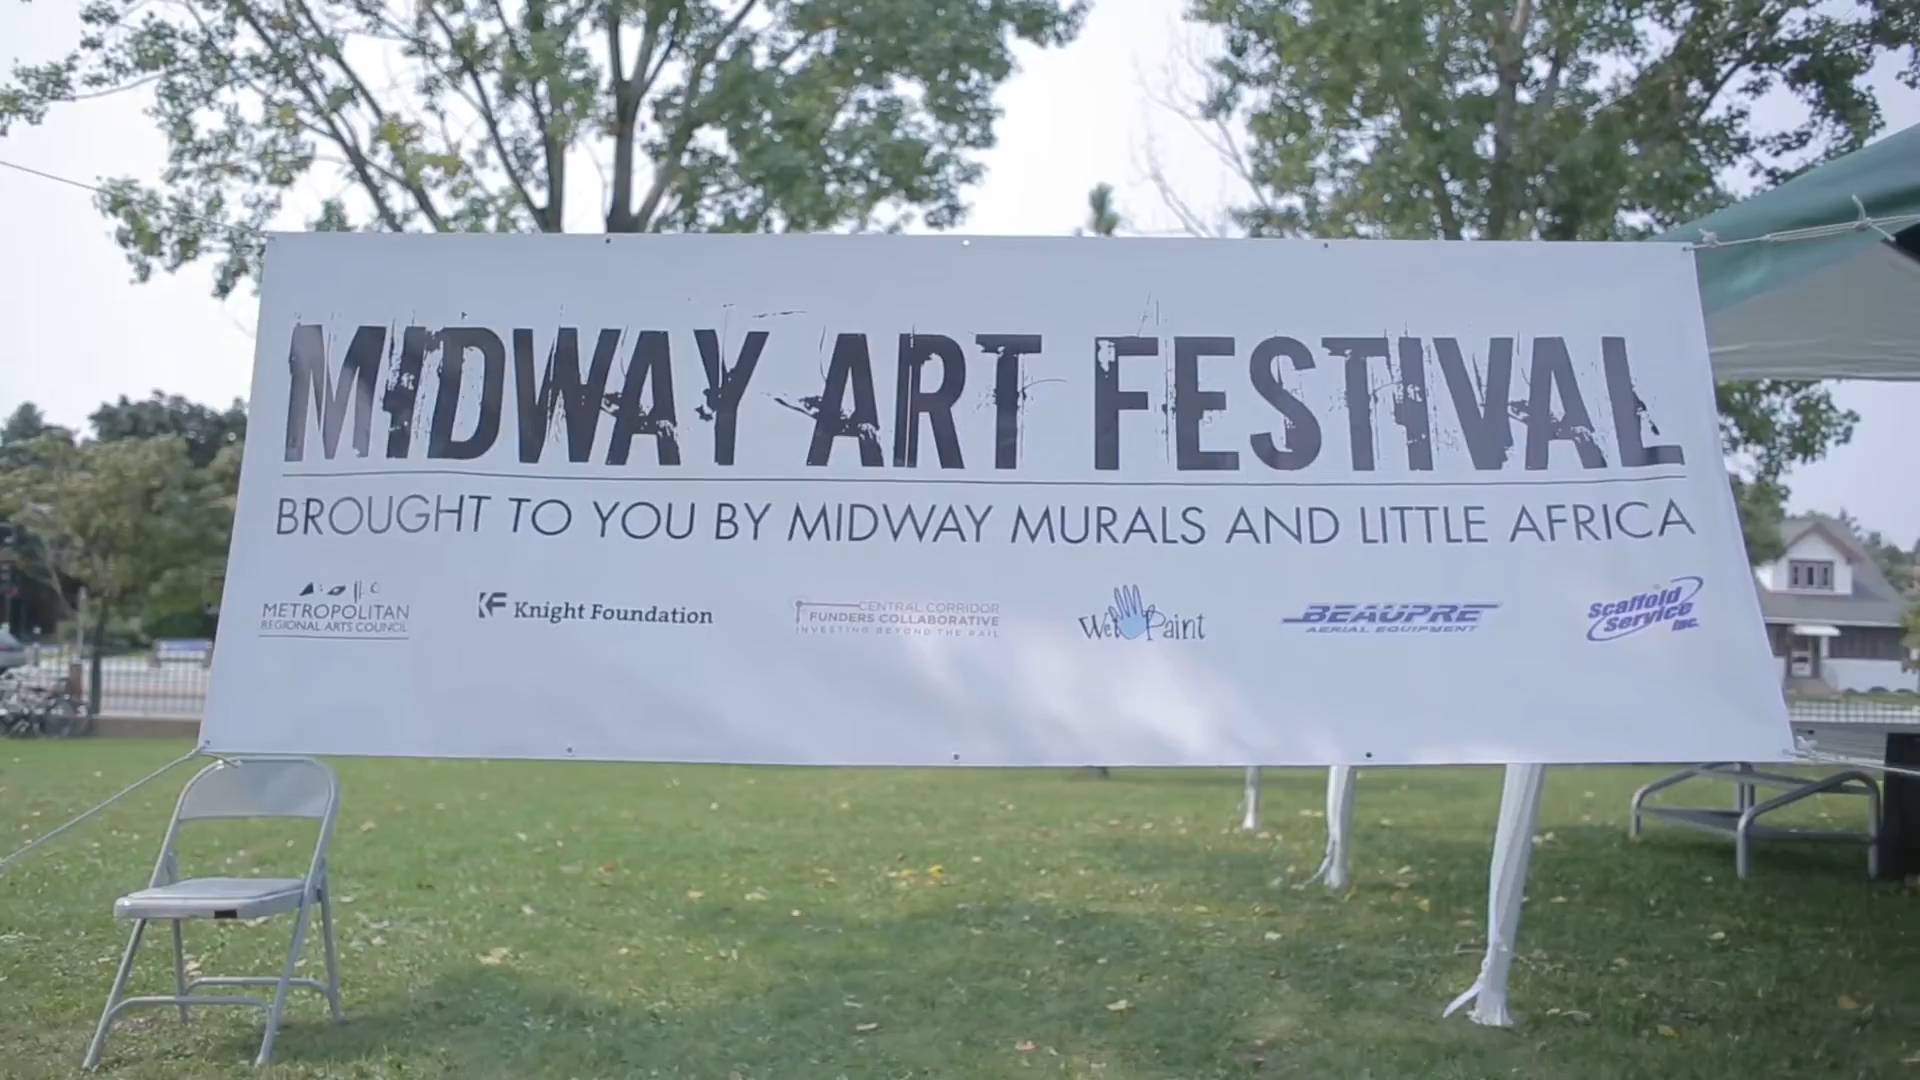 MIDWAY ART FESTIVAL
BROUGHT TO YOU BY MIDWAY MURALS AND LITTLE AFRICA
METROPOLITAN
REGIONAL ARTS COUNCIL
Knight Foundation
CENTRAL CORRIDOR
FUNDERS COLLABORATIVE
INVESTING BEYOND THE RAIL
Wet Paint
BEAUPRE
AERIAL EQUIPMENT
Scaffold
Service
Inc.